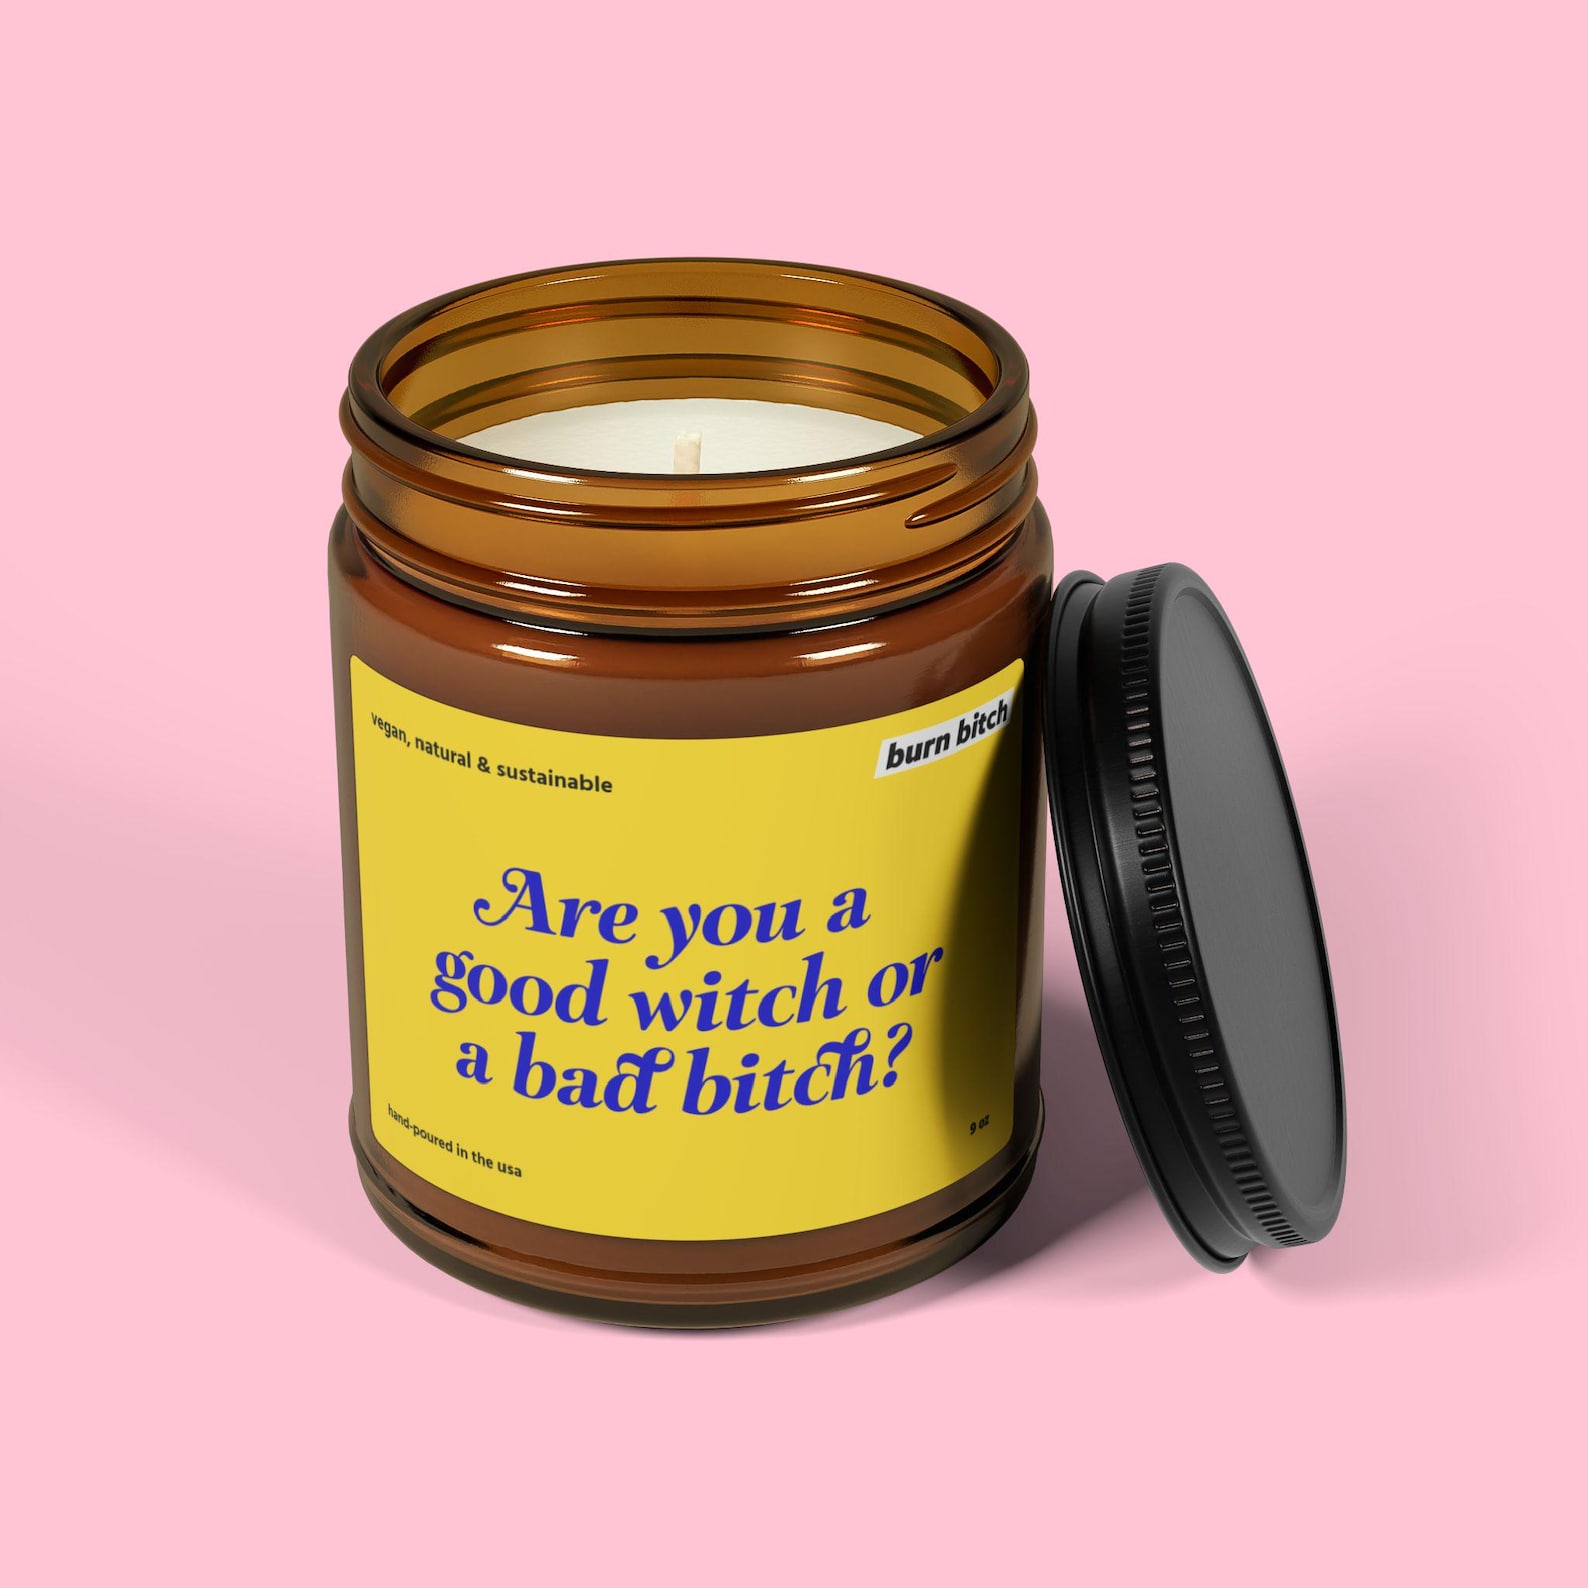 vegan, natural & sustainable
burn bitch
Are you a
good witch or
a bad bitch?
hand-poured in the usa
9 oz